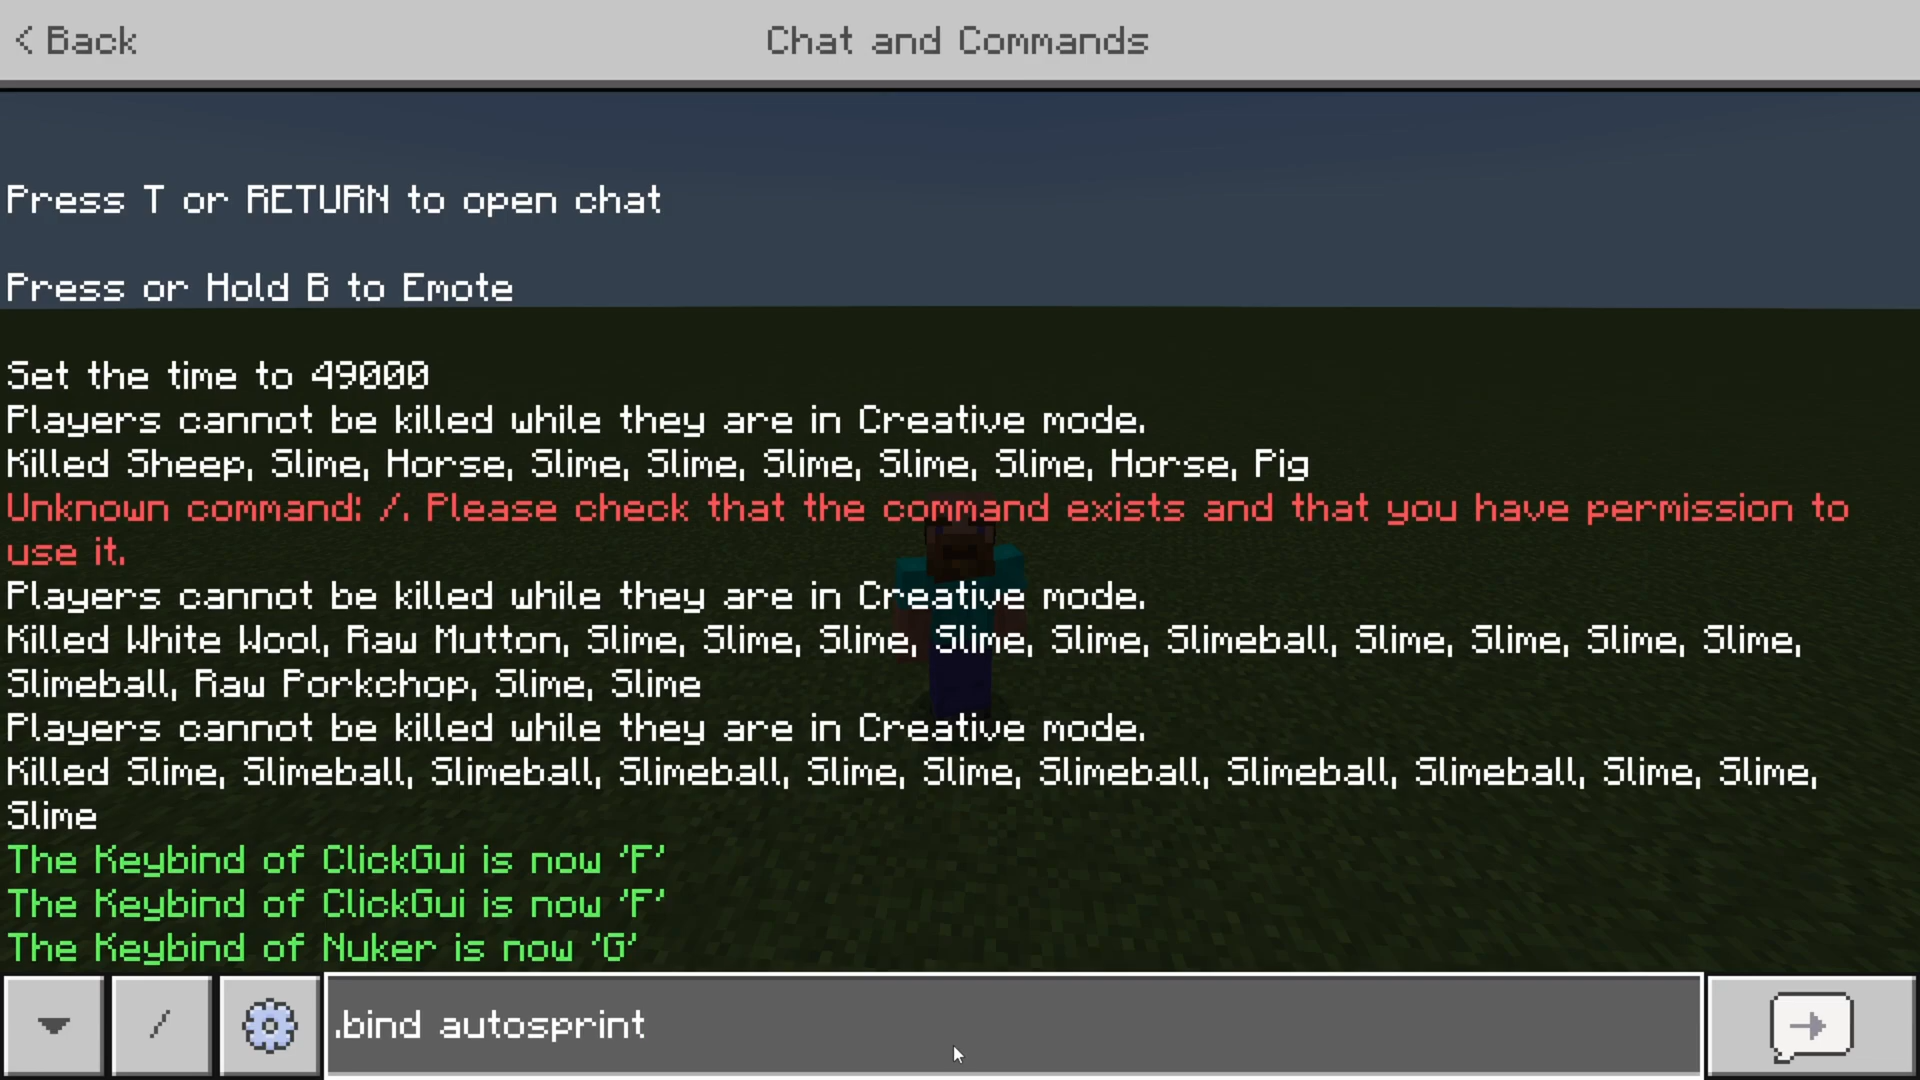 < Back
Chat and Commands
Press T or RETURN to open chat
Press or Hold B to Emote
Set the time to 49000
Players cannot be killed while they are in Creative mode.
Killed Sheep, Slime, Horse, Slime, Slime, Slime, Slime, Slime, Horse, Pig
Unknown command: /. Please check that the command exists and that you have permission to
use it.
Players cannot be killed while they are in Creative mode.
Killed White Wool, Raw Mutton, Slime, Slime, Slime, Slime, Slime, Slimeball, Slime, Slime, Slime, Slime,
Slimeball, Raw Porkchop, Slime, Slime
Players cannot be killed while they are in Creative mode.
Killed Slime, Slimeball, Slimeball, Slimeball, Slime, Slime, Slimeball, Slimeball, Slimeball, Slime, Slime,
Slime
The Keybind of ClickGui is now 'F'
The Keybind of ClickGui is now 'F'
The Keybind of Nuker is now 'G'
/
.bind autosprint